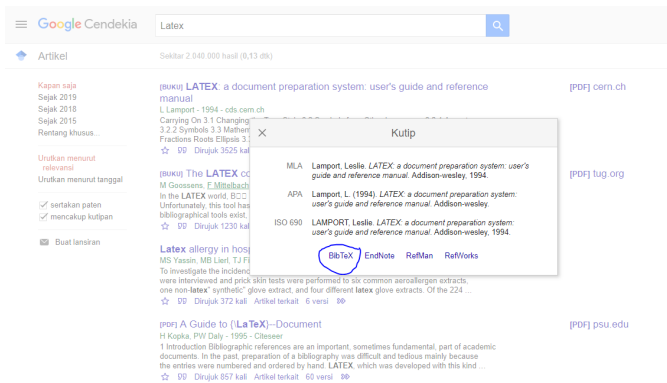 Google Cendekia
Latex
Artikel
Sekitar 2.040.000 hasil (0,13 dtk)
Kapan saja
Sejak 2019
Sejak 2018
Sejak 2015
Rentang khusus...
Urutkan menurut
relevansi
Urutkan menurut tanggal
sertakan paten
mencakup kutipan
Buat lansiran
[BUKU] LATEX: a document preparation system: user's guide and reference
manual
[PDF] cern.ch
L Lamport - 1994 - cds.cern.ch
Carrying On 3.1 Changing
3.2.2 Symbols 3.3 Mathem
Fractions Roots Ellipsis 3.
Dirujuk 3525 kal
[BUKU] The LATEX co
[PDF] tug.org
M Goossens, F Mittelbach
In the LATEX world, B
Unfortunately, this tool has
bibliographical tools exist,
Dirujuk 1230 kal
Latex allergy in hosp
MS Yassin, MB Lierl, TJ Fi
To investigate the incidenc
were interviewed and prick skin tests were performed to six common aeroallergen extracts,
one non-latex" synthetic" glove extract, and four different latex glove extracts. Of the 224 ...
Dirujuk 372 kali Artikel terkait 6 versi
[PDF] A Guide to {\LaTeX}--Document
[PDF] psu.edu
H Kopka, PW Daly - 1995 - Citeseer
1 Introduction Bibliographic references are an important, sometimes fundamental, part of academic
documents. In the past, preparation of a bibliography was difficult and tedious mainly because
the entries were numbered and ordered by hand. LATEX, which was developed with this kind ...
Dirujuk 857 kali Artikel terkait 60 versi
Kutip
MLA Lamport, Leslie. LATEX: a document preparation system: user's
guide and reference manual. Addison-wesley, 1994.
APA Lamport, L. (1994). LATEX: a document preparation system:
user's guide and reference manual. Addison-wesley.
ISO 690 LAMPORT, Leslie. LATEX: a document preparation system:
user's guide and reference manual. Addison-wesley, 1994.
BibTeX EndNote RefMan RefWorks